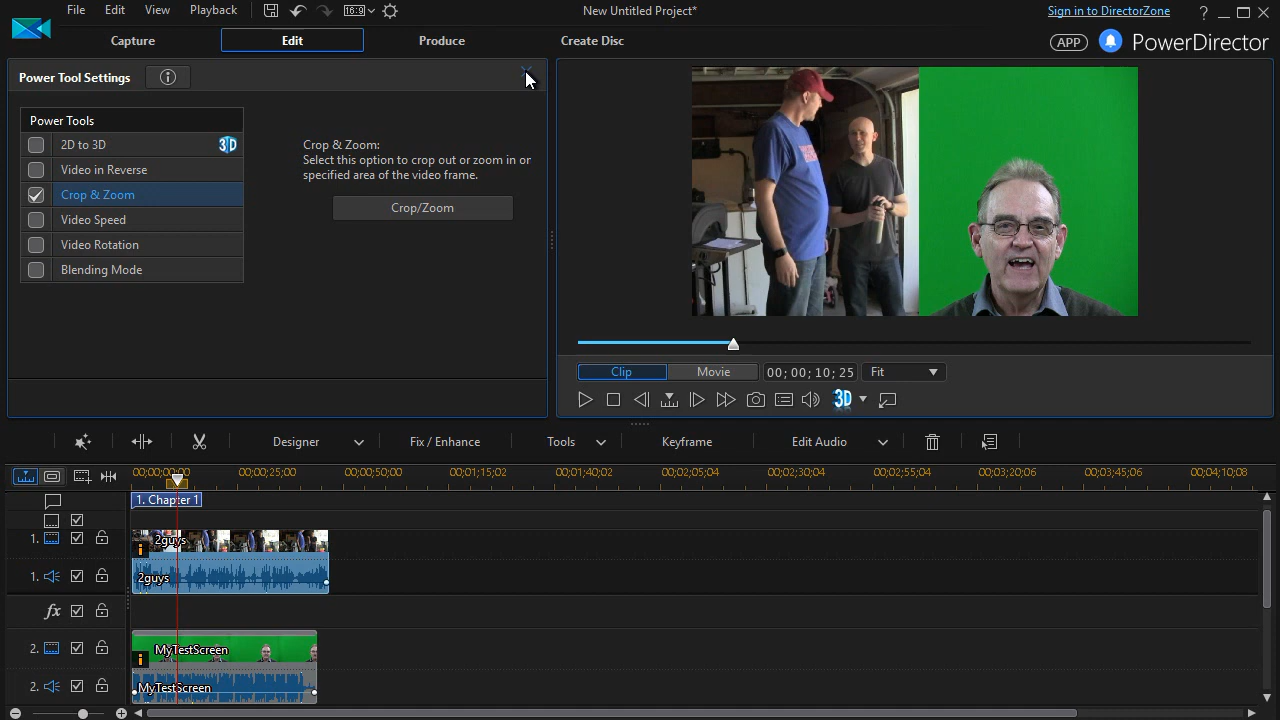 File Edit View Playback 16:9 New Untitled Project* Sign in to DirectorZone ?
Capture Edit Produce Create Disc APP PowerDirector
Power Tool Settings
Power Tools
2D to 3D 3D
Video in Reverse
Crop & Zoom
Video Speed
Video Rotation
Blending Mode
Crop & Zoom:
Select this option to crop out or zoom in on
specified area of the video frame.
Crop/Zoom
Clip Movie 00; 00; 10; 25 Fit
3D
Designer Fix / Enhance Tools Keyframe Edit Audio
00;00;00;00 00;00;25;00 00;00;50;00 00;01;15;02 00;01;40;02 00;02;05;04 00;02;30;04 00;02;55;04 00;03;20;06 00;03;45;06 00;04;10;08
1. Chapter 1
1. 2guys
1. 2guys
fx
2. MyTestScreen
2. MyTestScreen